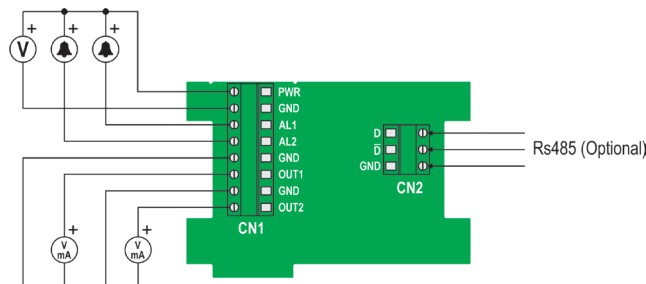 + + +
V
PWR
GND
AL1
AL2
GND
OUT1
GND
OUT2
CN1
D
D̅
GND
CN2
Rs485 (Optional)
+ +
V
mA
V
mA